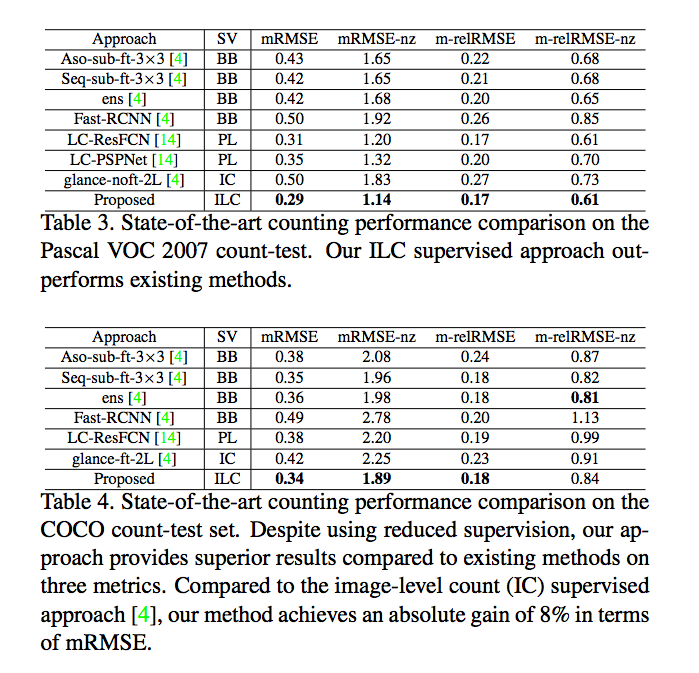 Approach SV mRMSE mRMSE-nz m-relRMSE m-relRMSE-nz
Aso-sub-ft-3×3 [4] BB 0.43 1.65 0.22 0.68
Seq-sub-ft-3×3 [4] BB 0.42 1.65 0.21 0.68
ens [4] BB 0.42 1.68 0.20 0.65
Fast-RCNN [4] BB 0.50 1.92 0.26 0.85
LC-ResFCN [14] PL 0.31 1.20 0.17 0.61
LC-PSPNet [14] PL 0.35 1.32 0.20 0.70
glance-noft-2L [4] IC 0.50 1.83 0.27 0.73
Proposed ILC 0.29 1.14 0.17 0.61
Table 3. State-of-the-art counting performance comparison on the
Pascal VOC 2007 count-test. Our ILC supervised approach out-
performs existing methods.
Approach SV mRMSE mRMSE-nz m-relRMSE m-relRMSE-nz
Aso-sub-ft-3×3 [4] BB 0.38 2.08 0.24 0.87
Seq-sub-ft-3×3 [4] BB 0.35 1.96 0.18 0.82
ens [4] BB 0.36 1.98 0.18 0.81
Fast-RCNN [4] BB 0.49 2.78 0.20 1.13
LC-ResFCN [14] PL 0.38 2.20 0.19 0.99
glance-ft-2L [4] IC 0.42 2.25 0.23 0.91
Proposed ILC 0.34 1.89 0.18 0.84
Table 4. State-of-the-art counting performance comparison on the
COCO count-test set. Despite using reduced supervision, our ap-
proach provides superior results compared to existing methods on
three metrics. Compared to the image-level count (IC) supervised
approach [4], our method achieves an absolute gain of 8% in terms
of mRMSE.